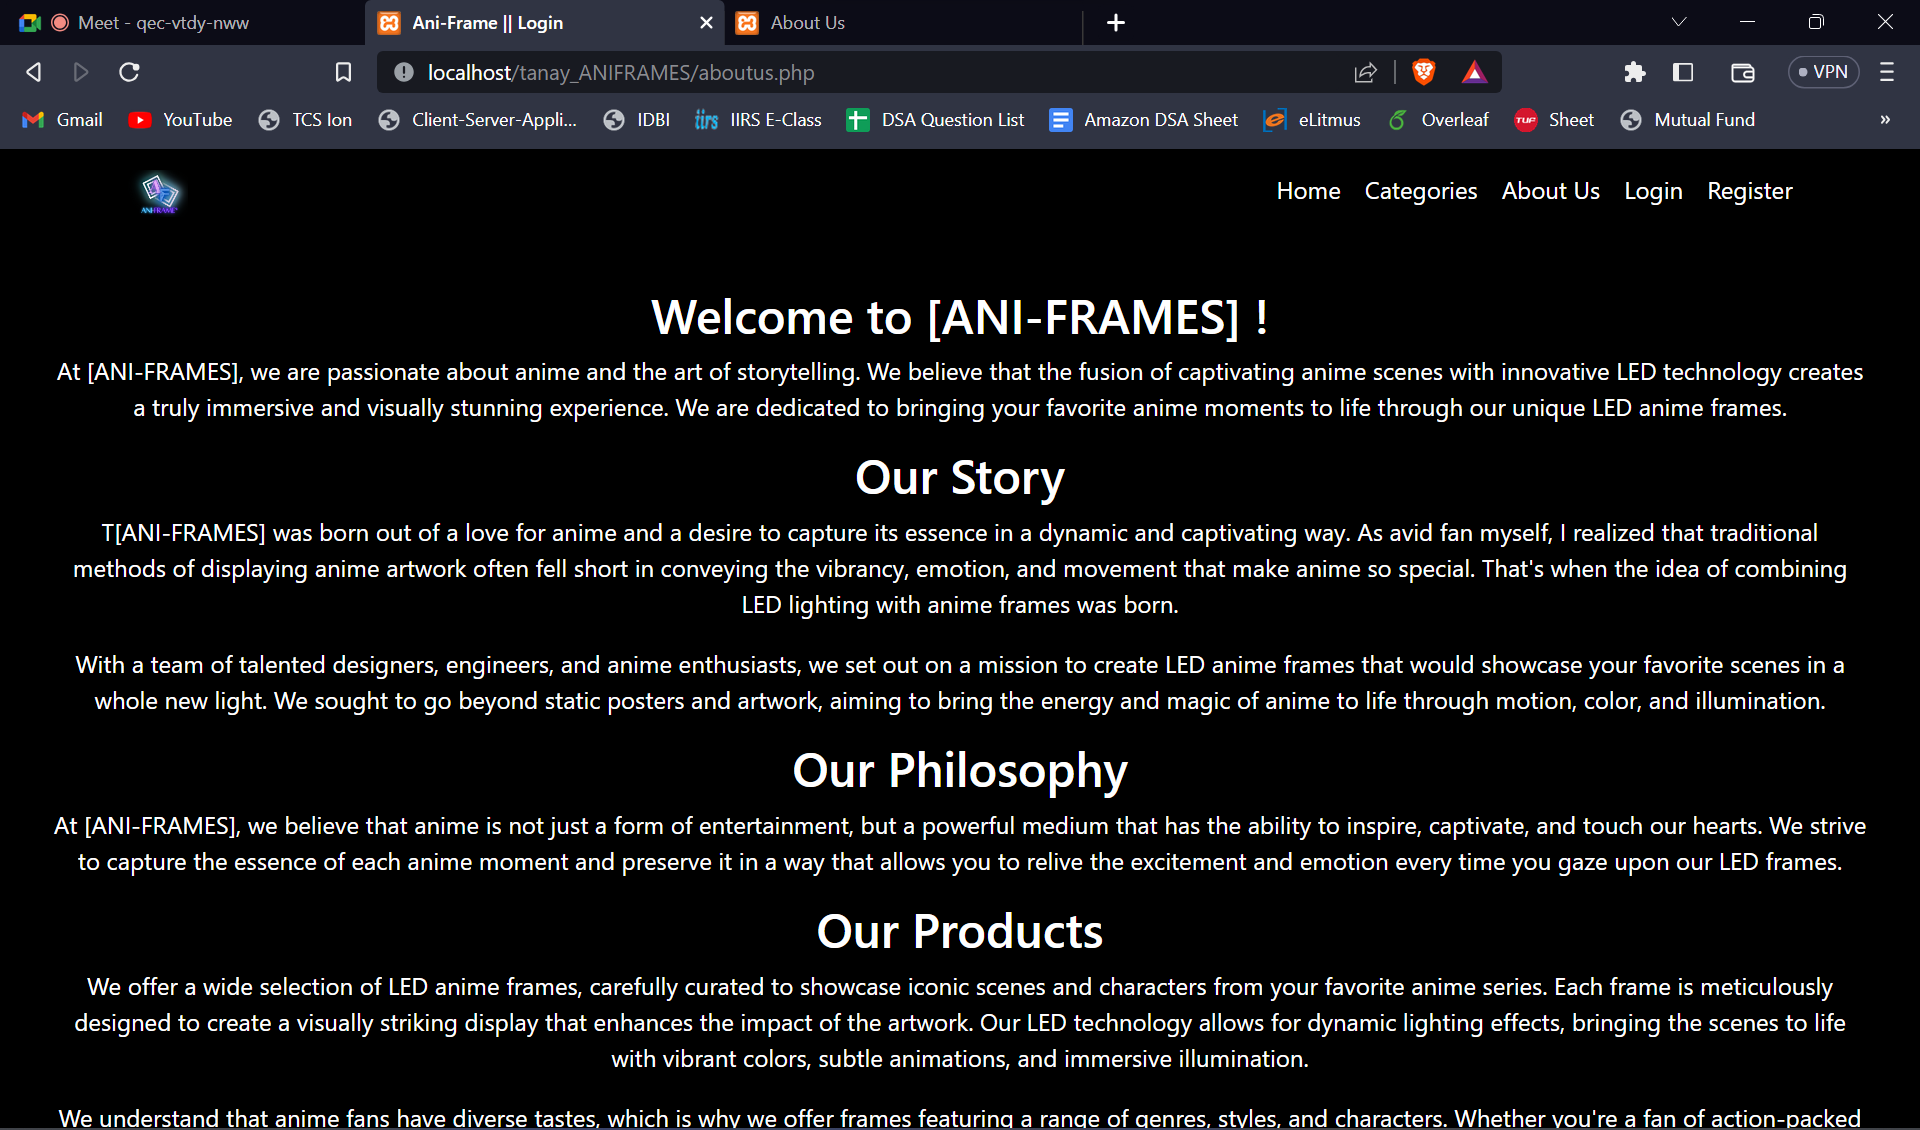 Meet - qec-vtdy-nww
Ani-Frame || Login
About Us
localhost/tanay_ANIFRAMES/aboutus.php
VPN
Gmail
YouTube
TCS Ion
Client-Server-Appli...
IDBI
IIRS E-Class
DSA Question List
Amazon DSA Sheet
eLitmus
Overleaf
TUF
Sheet
Mutual Fund
»
ANI-FRAME
Home
Categories
About Us
Login
Register
Welcome to [ANI-FRAMES] !
At [ANI-FRAMES], we are passionate about anime and the art of storytelling. We believe that the fusion of captivating anime scenes with innovative LED technology creates
a truly immersive and visually stunning experience. We are dedicated to bringing your favorite anime moments to life through our unique LED anime frames.
Our Story
T[ANI-FRAMES] was born out of a love for anime and a desire to capture its essence in a dynamic and captivating way. As avid fan myself, I realized that traditional
methods of displaying anime artwork often fell short in conveying the vibrancy, emotion, and movement that make anime so special. That's when the idea of combining
LED lighting with anime frames was born.
With a team of talented designers, engineers, and anime enthusiasts, we set out on a mission to create LED anime frames that would showcase your favorite scenes in a
whole new light. We sought to go beyond static posters and artwork, aiming to bring the energy and magic of anime to life through motion, color, and illumination.
Our Philosophy
At [ANI-FRAMES], we believe that anime is not just a form of entertainment, but a powerful medium that has the ability to inspire, captivate, and touch our hearts. We strive
to capture the essence of each anime moment and preserve it in a way that allows you to relive the excitement and emotion every time you gaze upon our LED frames.
Our Products
We offer a wide selection of LED anime frames, carefully curated to showcase iconic scenes and characters from your favorite anime series. Each frame is meticulously
designed to create a visually striking display that enhances the impact of the artwork. Our LED technology allows for dynamic lighting effects, bringing the scenes to life
with vibrant colors, subtle animations, and immersive illumination.
We understand that anime fans have diverse tastes, which is why we offer frames featuring a range of genres, styles, and characters. Whether you're a fan of action-packed